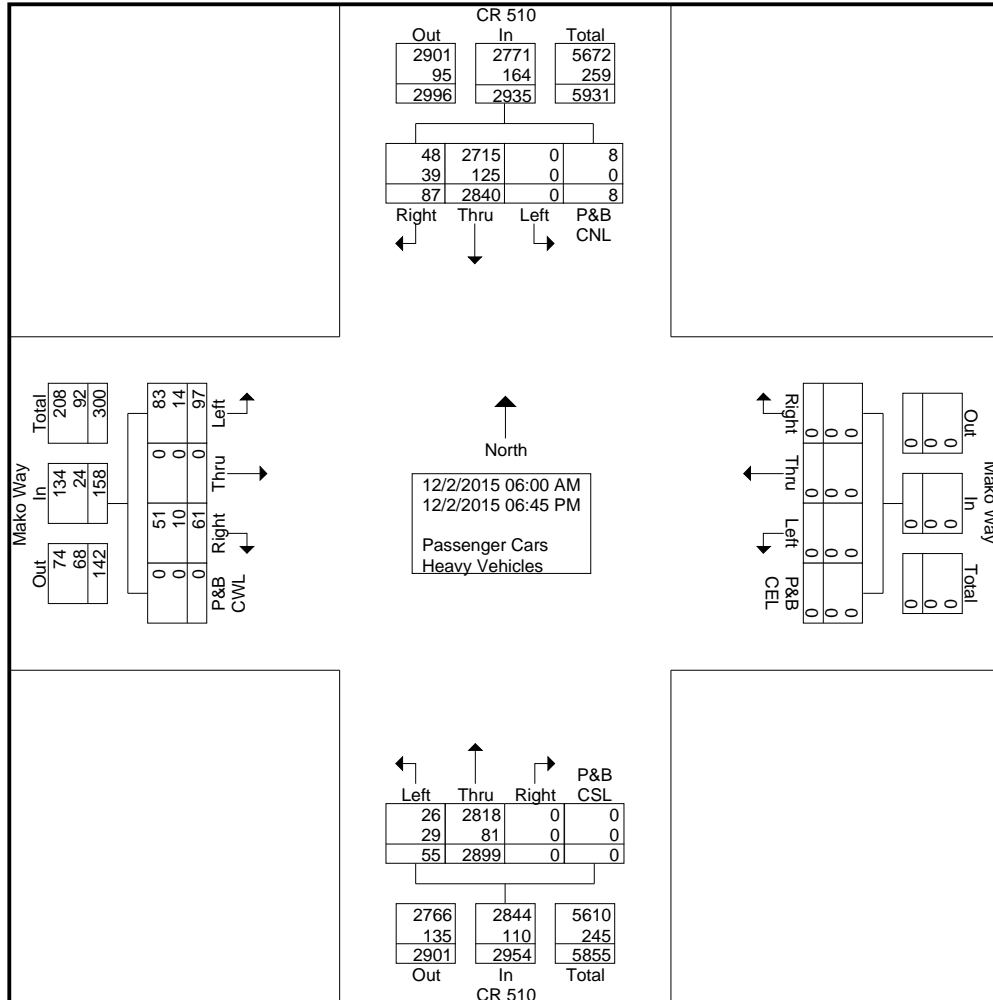 CR 510
Out In Total
2901 2771 5672
95 164 259
2996 2935 5931
48 2715 0 8
39 125 0 0
87 2840 0 8
Right Thru Left P&B
CNL
Mako Way
Total In Out
208 134 74
92 24 68
300 158 142
83 0 51 0
14 0 10 0
97 0 61 0
Left Thru Right P&B
CWL
North
12/2/2015 06:00 AM
12/2/2015 06:45 PM
Passenger Cars
Heavy Vehicles
Right Thru Left P&B
CEL
0 0 0 0
0 0 0 0
0 0 0 0
Out In Total
0 0 0
0 0 0
0 0 0
Mako Way
P&B
Left Thru Right CSL
26 2818 0 0
29 81 0 0
55 2899 0 0
2766 2844 5610
135 110 245
2901 2954 5855
Out In Total
CR 510